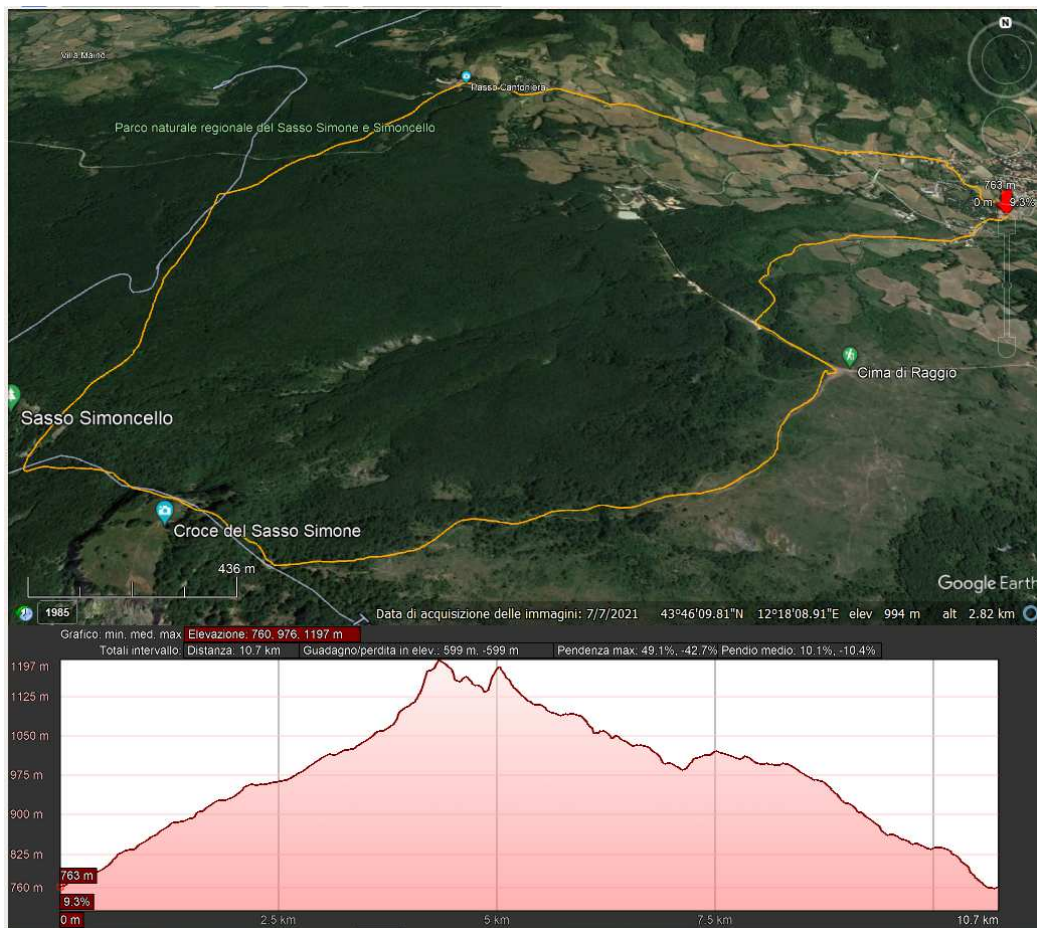 N
Villa Maino
Passo Cantoniera
Parco naturale regionale del Sasso Simone e Simoncello
763 m
0 m 9.3%
Cima di Raggio
Sasso Simoncello
Croce del Sasso Simone
436 m
Google Earth
1985
Data di acquisizione delle immagini: 7/7/2021 43°46'09.81"N 12°18'08.91"E elev 994 m alt 2.82 km
Grafico: min. med. max Elevazione: 760, 976, 1197 m
Totali intervallo: Distanza: 10.7 km Guadagno/perdita in elev.: 599 m, -599 m Pendenza max: 49.1%, -42.7% Pendio medio: 10.1%, -10.4%
1197 m
1125 m
1050 m
975 m
900 m
825 m
763 m
760 m
9.3%
0 m 2.5 km 5 km 7.5 km 10.7 km